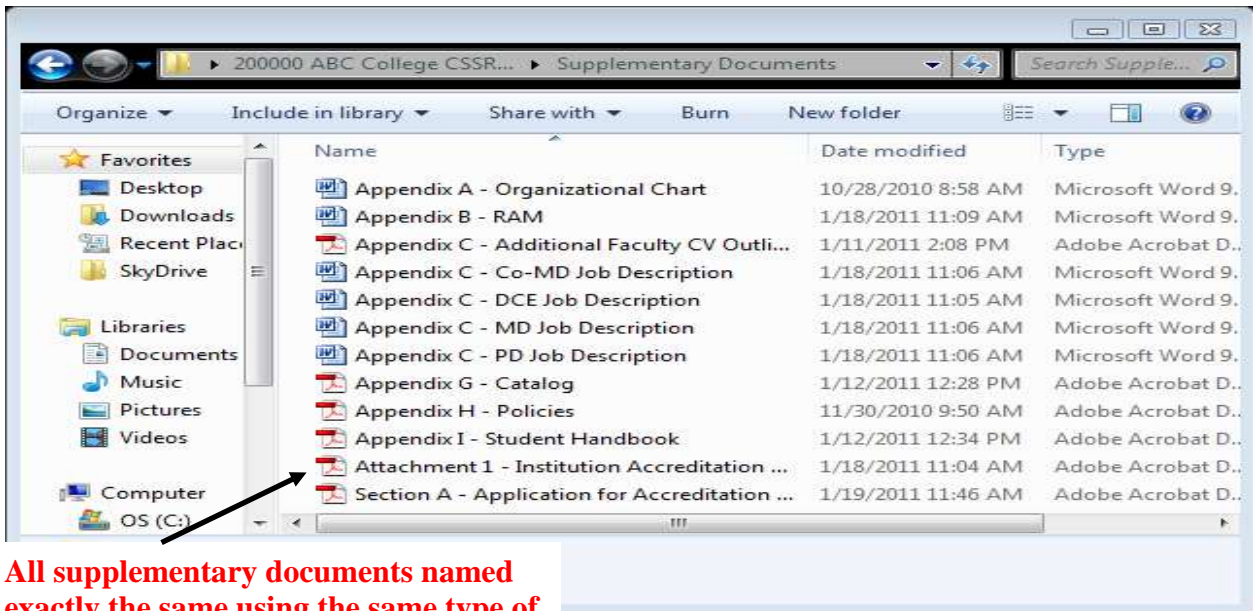 200000 ABC College CSSR... Supplementary Documents Search Supple...
Organize Include in library Share with Burn New folder
Favorites
Desktop
Downloads
Recent Plac
SkyDrive
Libraries
Documents
Music
Pictures
Videos
Computer
OS (C:)
Name Date modified Type
Appendix A - Organizational Chart 10/28/2010 8:58 AM Microsoft Word 9.
Appendix B - RAM 1/18/2011 11:09 AM Microsoft Word 9.
Appendix C - Additional Faculty CV Outli... 1/11/2011 2:08 PM Adobe Acrobat D..
Appendix C - Co-MD Job Description 1/18/2011 11:06 AM Microsoft Word 9.
Appendix C - DCE Job Description 1/18/2011 11:05 AM Microsoft Word 9.
Appendix C - MD Job Description 1/18/2011 11:06 AM Microsoft Word 9.
Appendix C - PD Job Description 1/18/2011 11:06 AM Microsoft Word 9.
Appendix G - Catalog 1/12/2011 12:28 PM Adobe Acrobat D..
Appendix H - Policies 11/30/2010 9:50 AM Adobe Acrobat D..
Appendix I - Student Handbook 1/12/2011 12:34 PM Adobe Acrobat D..
Attachment 1 - Institution Accreditation ... 1/18/2011 11:04 AM Adobe Acrobat D..
Section A - Application for Accreditation ... 1/19/2011 11:46 AM Adobe Acrobat D..
All supplementary documents named
exactly the same using the same type of